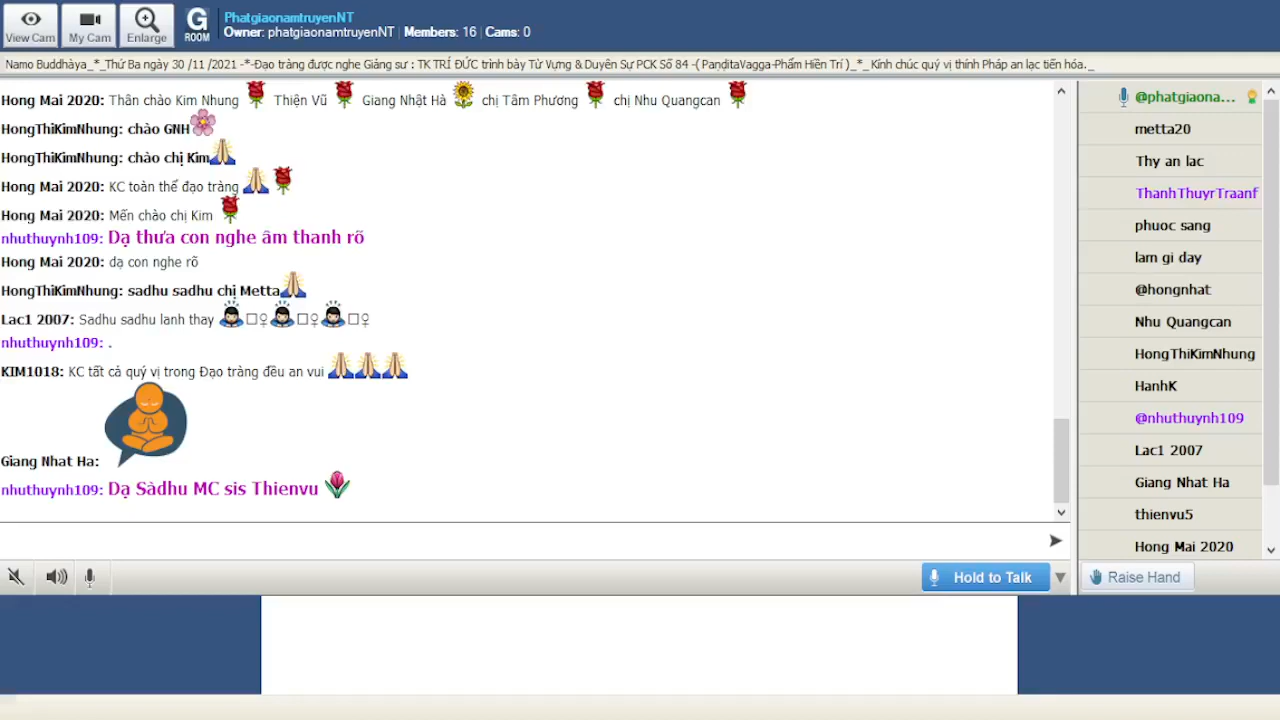 View Cam
My Cam
Enlarge
G ROOM
PhatgiaonamtruyenNT
Owner: phatgiaonamtruyenNT | Members: 16 | Cams: 0
Namo Buddhàya_*_Thứ Ba ngày 30 /11 /2021 -*-Đạo tràng được nghe Giảng sư : TK TRÍ ĐỨC trình bày Từ Vựng & Duyên Sự PCK Số 84 -( PaṇḍitaVagga-Phẩm Hiền Trí )_*_ Kính chúc quý vị thính Pháp an lạc tiến hóa._
Hong Mai 2020: Thân chào Kim Nhung Thiện Vũ Giang Nhật Hà chị Tâm Phương chị Nhu Quangcan
HongThiKimNhung: chào GNH
HongThiKimNhung: chào chị Kim
Hong Mai 2020: KC toàn thể đạo tràng
Hong Mai 2020: Mến chào chị Kim
nhuthuynh109: Dạ thưa con nghe âm thanh rõ
Hong Mai 2020: dạ con nghe rõ
HongThiKimNhung: sadhu sadhu chị Metta
Lac1 2007: Sadhu sadhu lanh thay □♀ □♀ □♀
nhuthuynh109: .
KIM1018: KC tất cả quý vị trong Đạo tràng đều an vui
Giang Nhat Ha:
nhuthuynh109: Dạ Sàdhu MC sis Thienvu
@phatgiaona...
metta20
Thy an lac
ThanhThuyrTraanf
phuoc sang
lam gi day
@hongnhat
Nhu Quangcan
HongThiKimNhung
HanhK
@nhuthuynh109
Lac1 2007
Giang Nhat Ha
thienvu5
Hong Mai 2020
Hold to Talk
Raise Hand